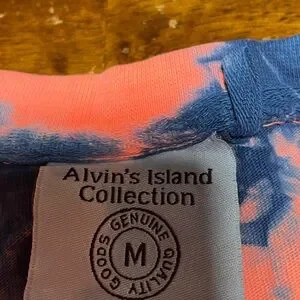 Alvin's Island
Collection
GENUINE QUALITY GOODS
M